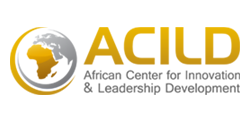 ACILD
African Center for Innovation
& Leadership Development